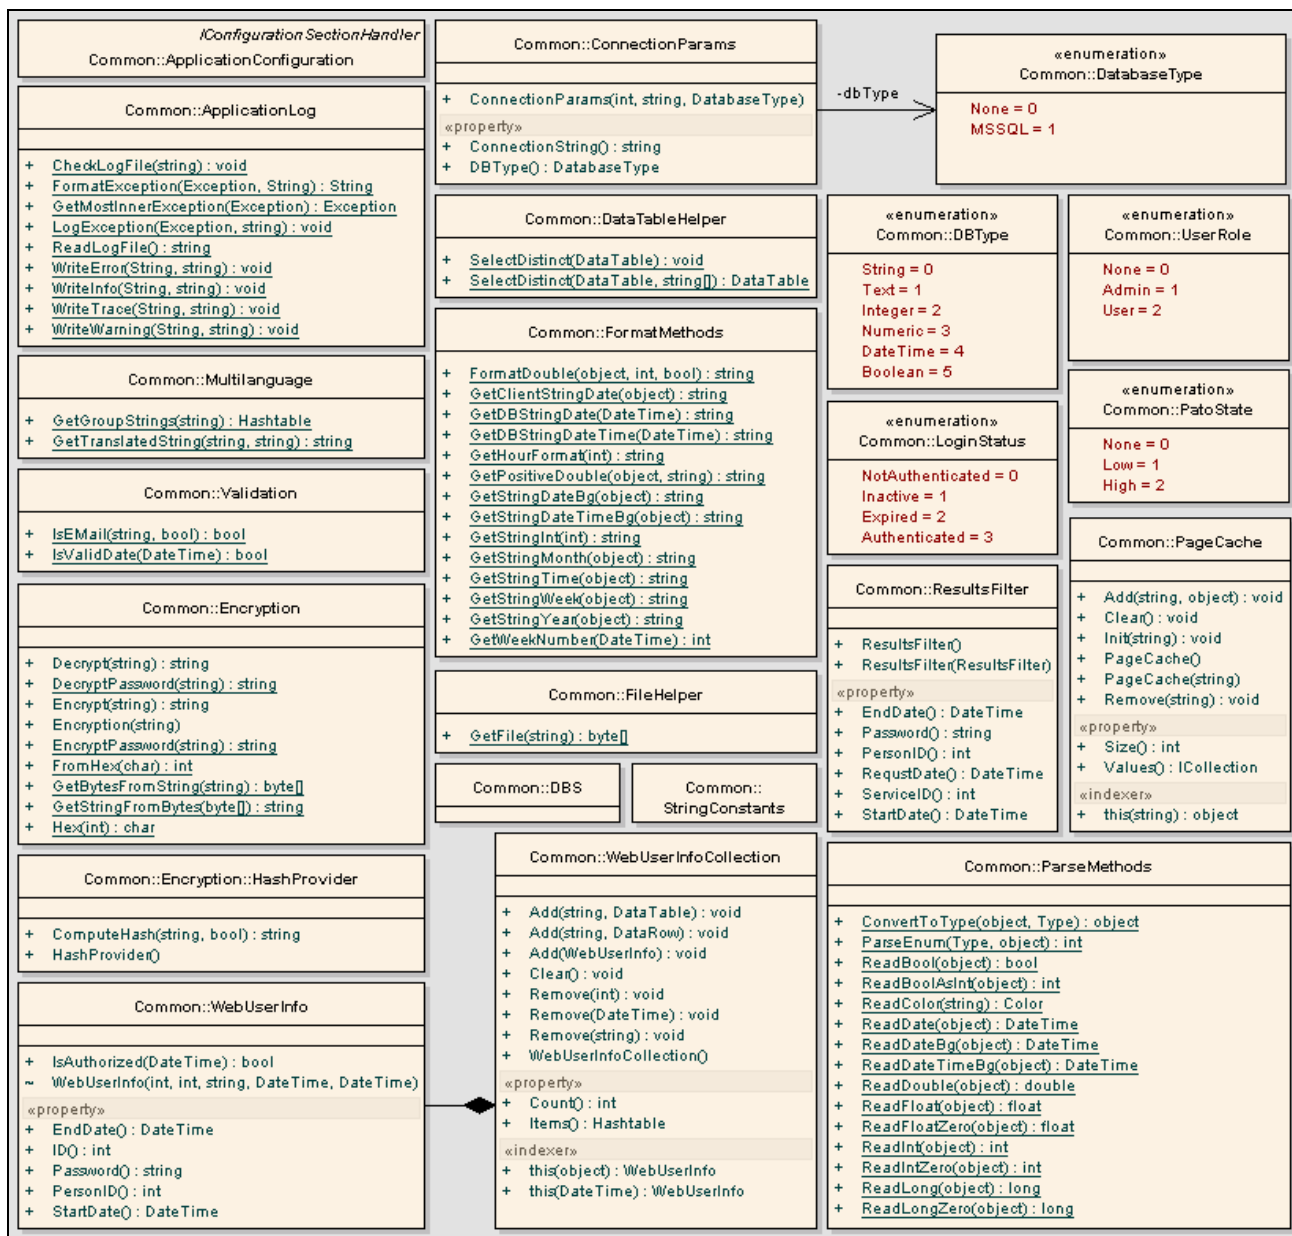 IConfigurationSectionHandler
Common::ApplicationConfiguration
Common::ApplicationLog
+ CheckLogFile(string) : void
+ FormatException(Exception, String) : String
+ GetMostInnerException(Exception) : Exception
+ LogException(Exception, string) : void
+ ReadLogFile() : string
+ WriteError(String, string) : void
+ WriteInfo(String, string) : void
+ WriteTrace(String, string) : void
+ WriteWarning(String, string) : void
Common::Multilanguage
+ GetGroupStrings(string) : Hashtable
+ GetTranslatedString(string, string) : string
Common::Validation
+ IsEMail(string, bool) : bool
+ IsValidDate(DateTime) : bool
Common::Encryption
+ Decrypt(string) : string
+ DecryptPassword(string) : string
+ Encrypt(string) : string
+ Encryption(string)
+ EncryptPassword(string) : string
+ FromHex(char) : int
+ GetBytesFromString(string) : byte[]
+ GetStringFromBytes(byte[]) : string
+ Hex(int) : char
Common::Encryption::HashProvider
+ ComputeHash(string, bool) : string
+ HashProvider()
Common::WebUserInfo
+ IsAuthorized(DateTime) : bool
~ WebUserInfo(int, int, string, DateTime, DateTime)
«property»
+ EndDate() : DateTime
+ ID() : int
+ Password() : string
+ PersonID() : int
+ StartDate() : DateTime
Common::ConnectionParams
+ ConnectionParams(int, string, DatabaseType)
«property»
+ ConnectionString() : string
+ DBType() : DatabaseType
-dbType
Common::DataTableHelper
+ SelectDistinct(DataTable) : void
+ SelectDistinct(DataTable, string[]) : DataTable
Common::FormatMethods
+ FormatDouble(object, int, bool) : string
+ GetClientStringDate(object) : string
+ GetDBStringDate(DateTime) : string
+ GetDBStringDateTime(DateTime) : string
+ GetHourFormat(int) : string
+ GetPositiveDouble(object, string) : string
+ GetStringDateBg(object) : string
+ GetStringDateTimeBg(object) : string
+ GetStringInt(int) : string
+ GetStringMonth(object) : string
+ GetStringTime(object) : string
+ GetStringWeek(object) : string
+ GetStringYear(object) : string
+ GetWeekNumber(DateTime) : int
Common::FileHelper
+ GetFile(string) : byte[]
Common::DBS
Common::
StringConstants
Common::WebUserInfoCollection
+ Add(string, DataTable) : void
+ Add(string, DataRow) : void
+ Add(WebUserInfo) : void
+ Clear() : void
+ Remove(int) : void
+ Remove(DateTime) : void
+ Remove(string) : void
+ WebUserInfoCollection()
«property»
+ Count() : int
+ Items() : Hashtable
«indexer»
+ this(object) : WebUserInfo
+ this(DateTime) : WebUserInfo
«enumeration»
Common::DatabaseType
None = 0
MSSQL = 1
«enumeration»
Common::DBType
String = 0
Text = 1
Integer = 2
Numeric = 3
DateTime = 4
Boolean = 5
«enumeration»
Common::UserRole
None = 0
Admin = 1
User = 2
«enumeration»
Common::LoginStatus
NotAuthenticated = 0
Inactive = 1
Expired = 2
Authenticated = 3
«enumeration»
Common::PatoState
None = 0
Low = 1
High = 2
Common::ResultsFilter
+ ResultsFilter()
+ ResultsFilter(ResultsFilter)
«property»
+ EndDate() : DateTime
+ Password() : string
+ PersonID() : int
+ RequstDate() : DateTime
+ ServiceID() : int
+ StartDate() : DateTime
Common::PageCache
+ Add(string, object) : void
+ Clear() : void
+ Init(string) : void
+ PageCache()
+ PageCache(string)
+ Remove(string) : void
«property»
+ Size() : int
+ Values() : ICollection
«indexer»
+ this(string) : object
Common::ParseMethods
+ ConvertToType(object, Type) : object
+ ParseEnum(Type, object) : int
+ ReadBool(object) : bool
+ ReadBoolAsInt(object) : int
+ ReadColor(string) : Color
+ ReadDate(object) : DateTime
+ ReadDateBg(object) : DateTime
+ ReadDateTimeBg(object) : DateTime
+ ReadDouble(object) : double
+ ReadFloat(object) : float
+ ReadFloatZero(object) : float
+ ReadInt(object) : int
+ ReadIntZero(object) : int
+ ReadLong(object) : long
+ ReadLongZero(object) : long